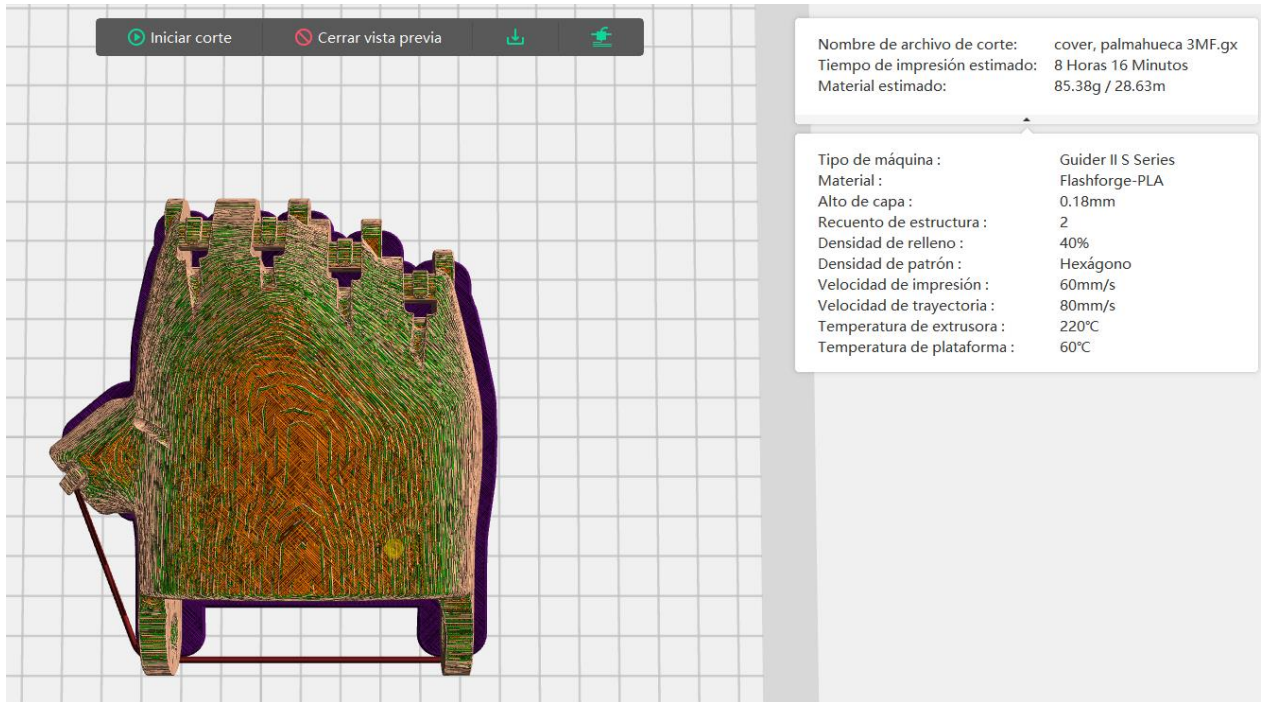 Iniciar corte
Cerrar vista previa
Nombre de archivo de corte: cover, palmahueca 3MF.gx
Tiempo de impresión estimado: 8 Horas 16 Minutos
Material estimado: 85.38g / 28.63m
Tipo de máquina : Guider II S Series
Material : Flashforge-PLA
Alto de capa : 0.18mm
Recuento de estructura : 2
Densidad de relleno : 40%
Densidad de patrón : Hexágono
Velocidad de impresión : 60mm/s
Velocidad de trayectoria : 80mm/s
Temperatura de extrusora : 220℃
Temperatura de plataforma : 60℃